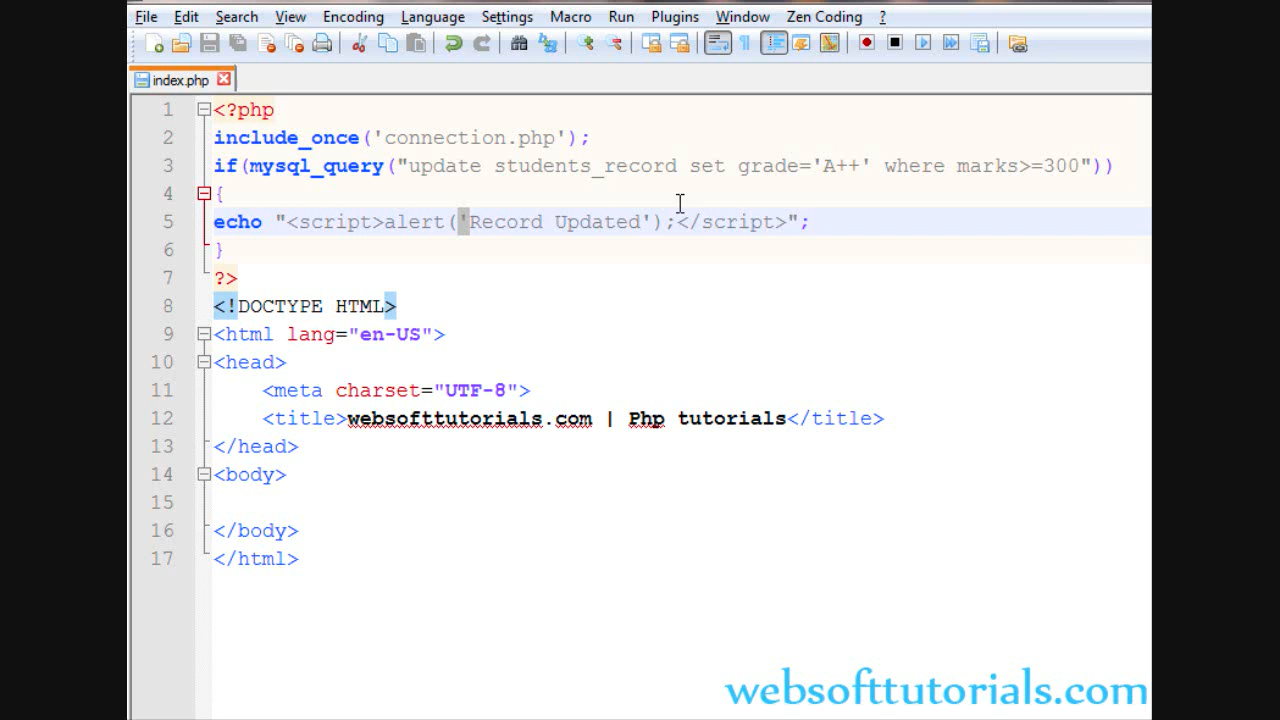 File Edit Search View Encoding Language Settings Macro Run Plugins Window Zen Coding ?
index.php
1 <?php
2 include_once('connection.php');
3 if(mysql_query("update students_record set grade='A++' where marks>=300"))
4 {
5 echo "<script>alert('Record Updated');</script>";
6 }
7 ?>
8 <!DOCTYPE HTML>
9 <html lang="en-US">
10 <head>
11 <meta charset="UTF-8">
12 <title>websofttutorials.com | Php tutorials</title>
13 </head>
14 <body>
15
16 </body>
17 </html>
websofttutorials.com